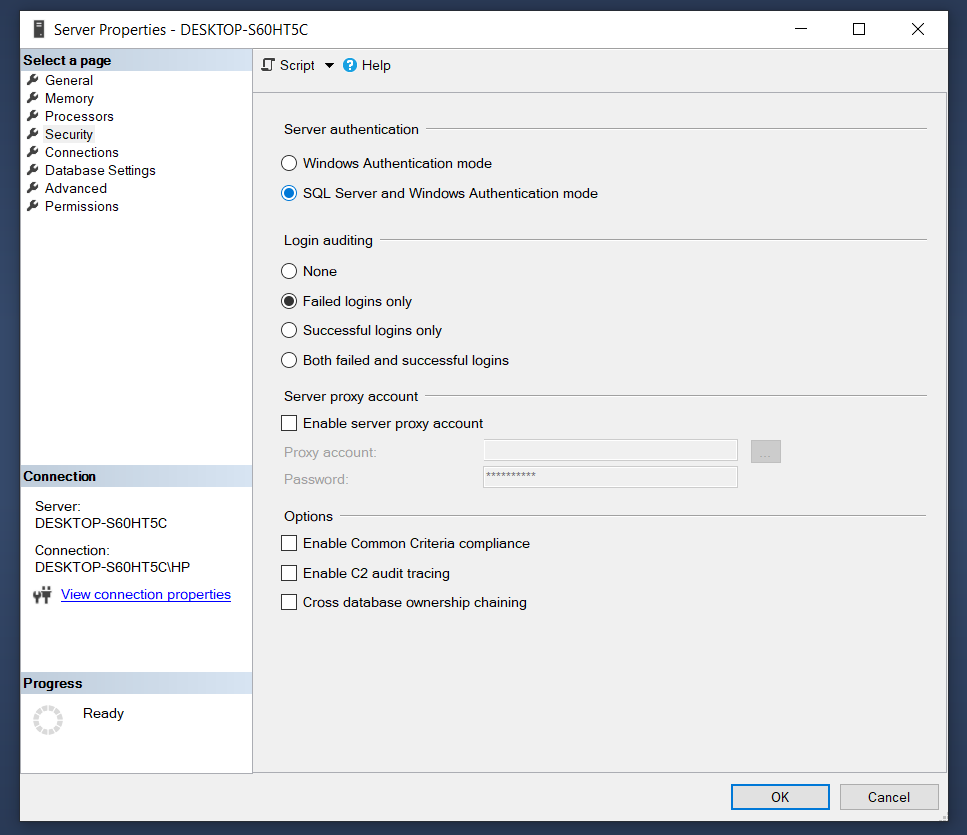 Server Properties - DESKTOP-S60HT5C
Select a page
General
Memory
Processors
Security
Connections
Database Settings
Advanced
Permissions
Connection
Server:
DESKTOP-S60HT5C
Connection:
DESKTOP-S60HT5C\HP
View connection properties
Progress
Ready
Script
Help
Server authentication
Windows Authentication mode
SQL Server and Windows Authentication mode
Login auditing
None
Failed logins only
Successful logins only
Both failed and successful logins
Server proxy account
Enable server proxy account
Proxy account:
...
Password:
**********
Options
Enable Common Criteria compliance
Enable C2 audit tracing
Cross database ownership chaining
OK
Cancel